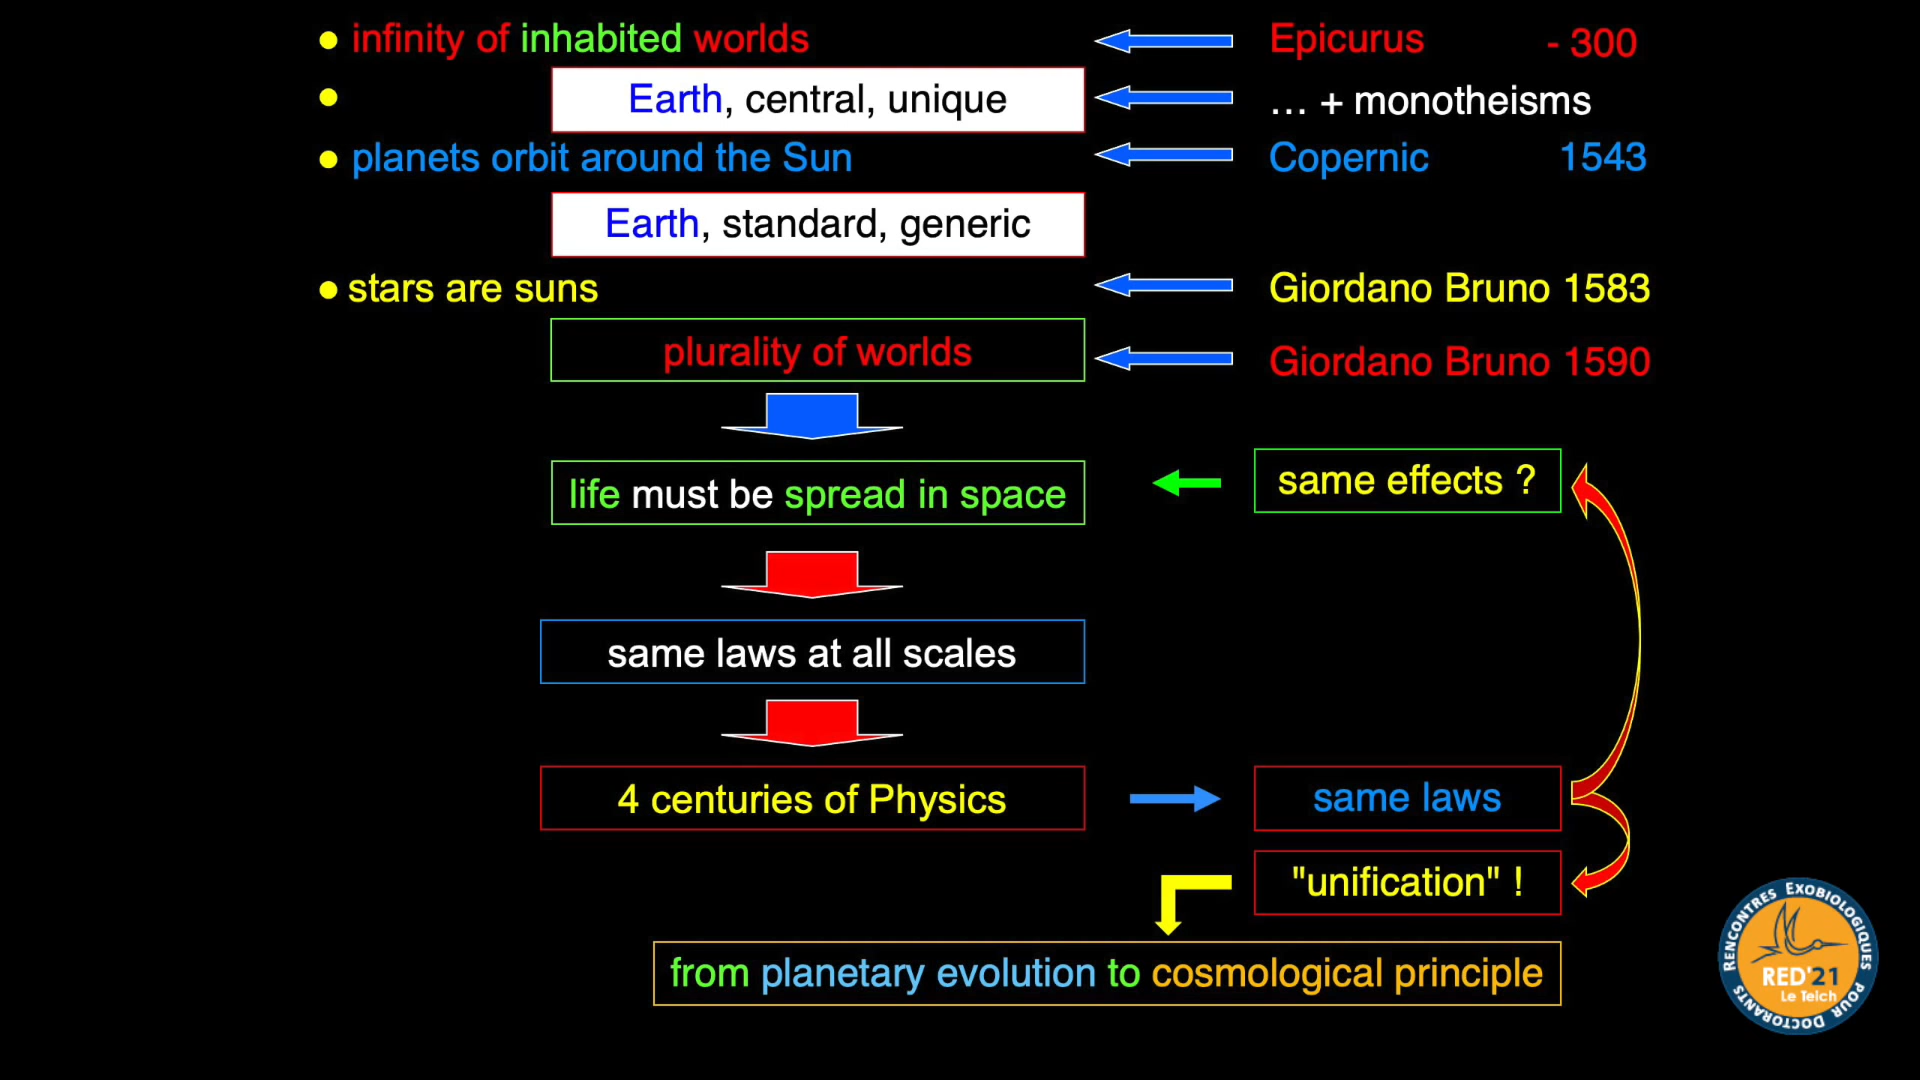 ● infinity of inhabited worlds Epicurus - 300
● Earth, central, unique … + monotheisms
● planets orbit around the Sun Copernic 1543
Earth, standard, generic
● stars are suns Giordano Bruno 1583
plurality of worlds Giordano Bruno 1590
life must be spread in space same effects ?
same laws at all scales
4 centuries of Physics same laws
"unification" !
from planetary evolution to cosmological principle
RENCONTRES EXOBIOLOGIQUES POUR DOCTORANTS
RED'21
Le Teich